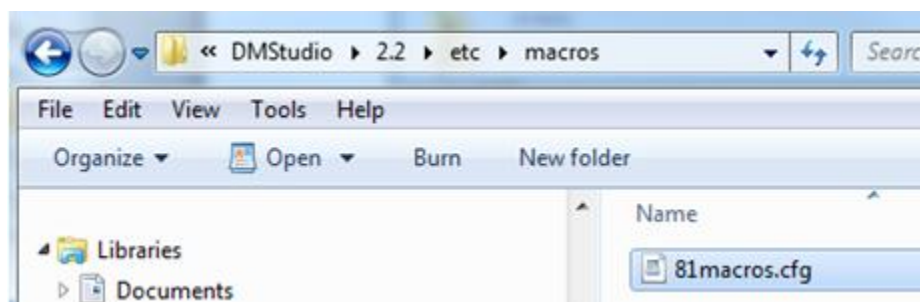 « DMStudio ▸ 2.2 ▸ etc ▸ macros
Searc
File Edit View Tools Help
Organize ▾ Open ▾ Burn New folder
Name
Libraries
81macros.cfg
Documents